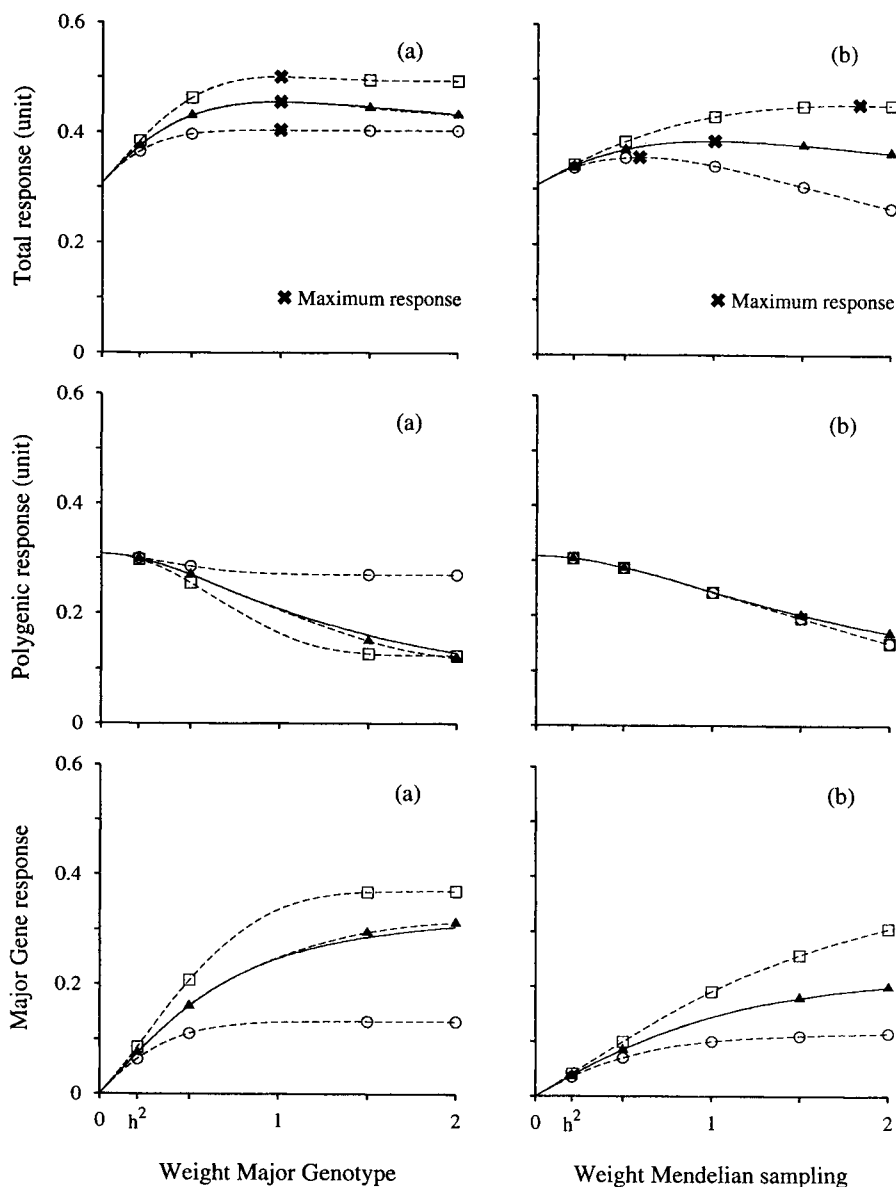 0.6
(a)
Total response (unit)
0.4
0.2
✖ Maximum response
0
(b)
✖ Maximum response
0.6
(a)
Polygenic response (unit)
0.4
0.2
0
(b)
0.6
(a)
Major Gene response
0.4
0.2
0
(b)
0 h² 1 2
Weight Major Genotype
0 h² 1 2
Weight Mendelian sampling